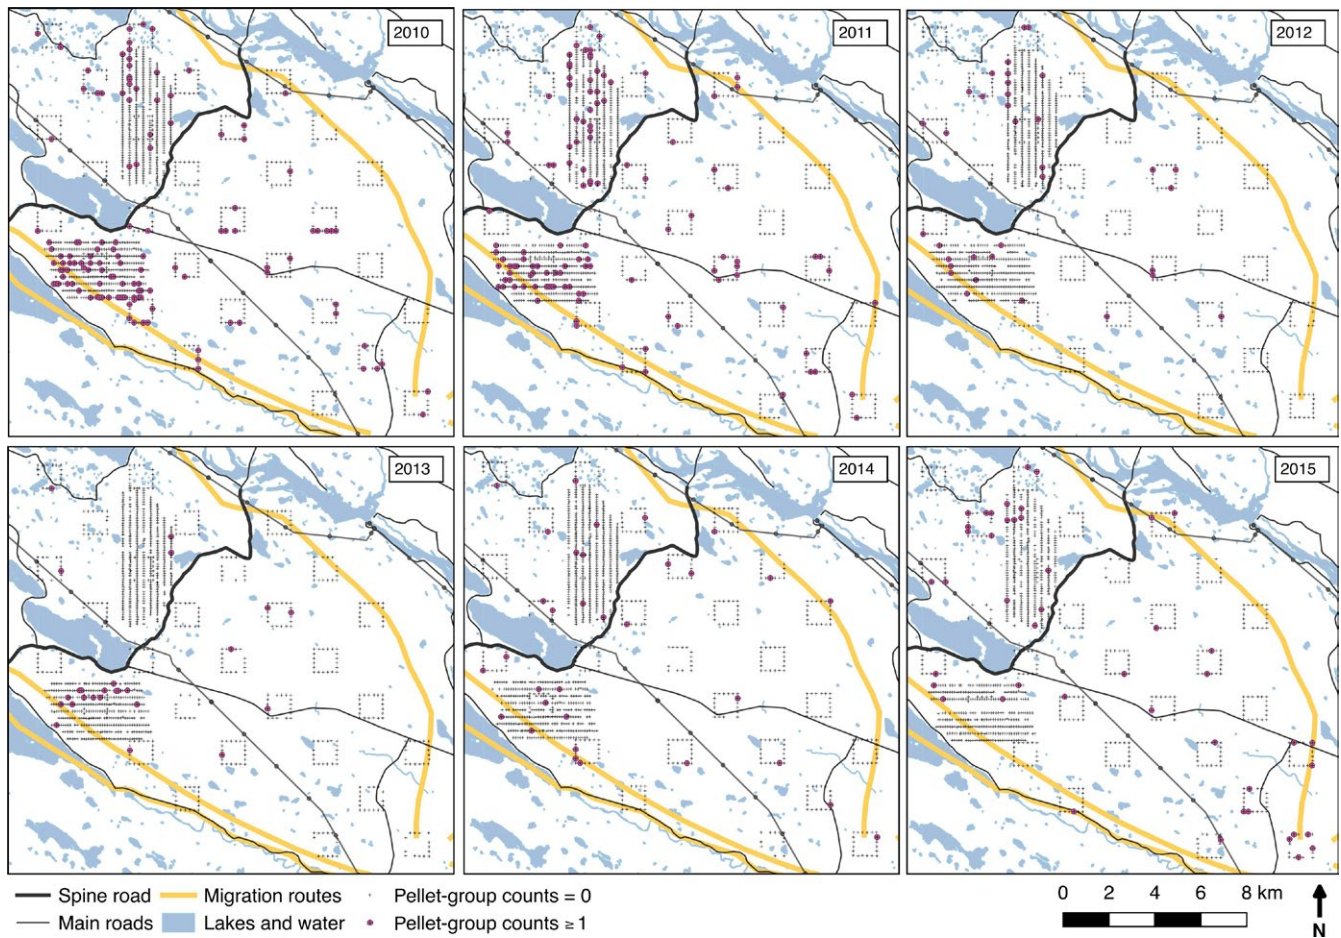 2010
2011
2012
2013
2014
2015
Spine road
Migration routes
Pellet-group counts = 0
Main roads
Lakes and water
Pellet-group counts ≥ 1
0 2 4 6 8 km
N